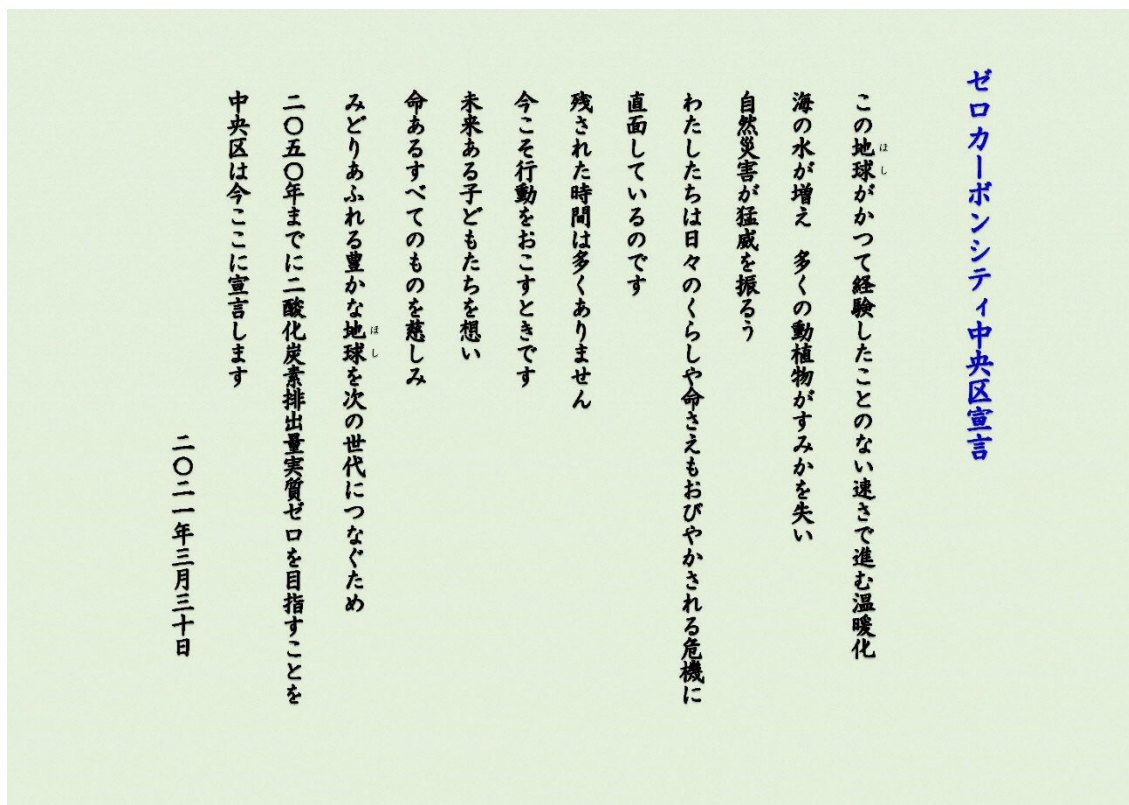 ゼロカーボンシティ中央区宣言
この地球がかつて経験したことのない速さで進む温暖化
ほし
海の水が増え　多くの動植物がすみかを失い
自然災害が猛威を振るう
わたしたちは日々のくらしや命さえもおびやかされる危機に
直面しているのです
残された時間は多くありません
今こそ行動をおこすときです
未来ある子どもたちを想い
命あるすべてのものを慈しみ
みどりあふれる豊かな地球を次の世代につなぐため
ほし
二〇五〇年までに二酸化炭素排出量実質ゼロを目指すことを
中央区は今ここに宣言します
二〇二一年三月三十日